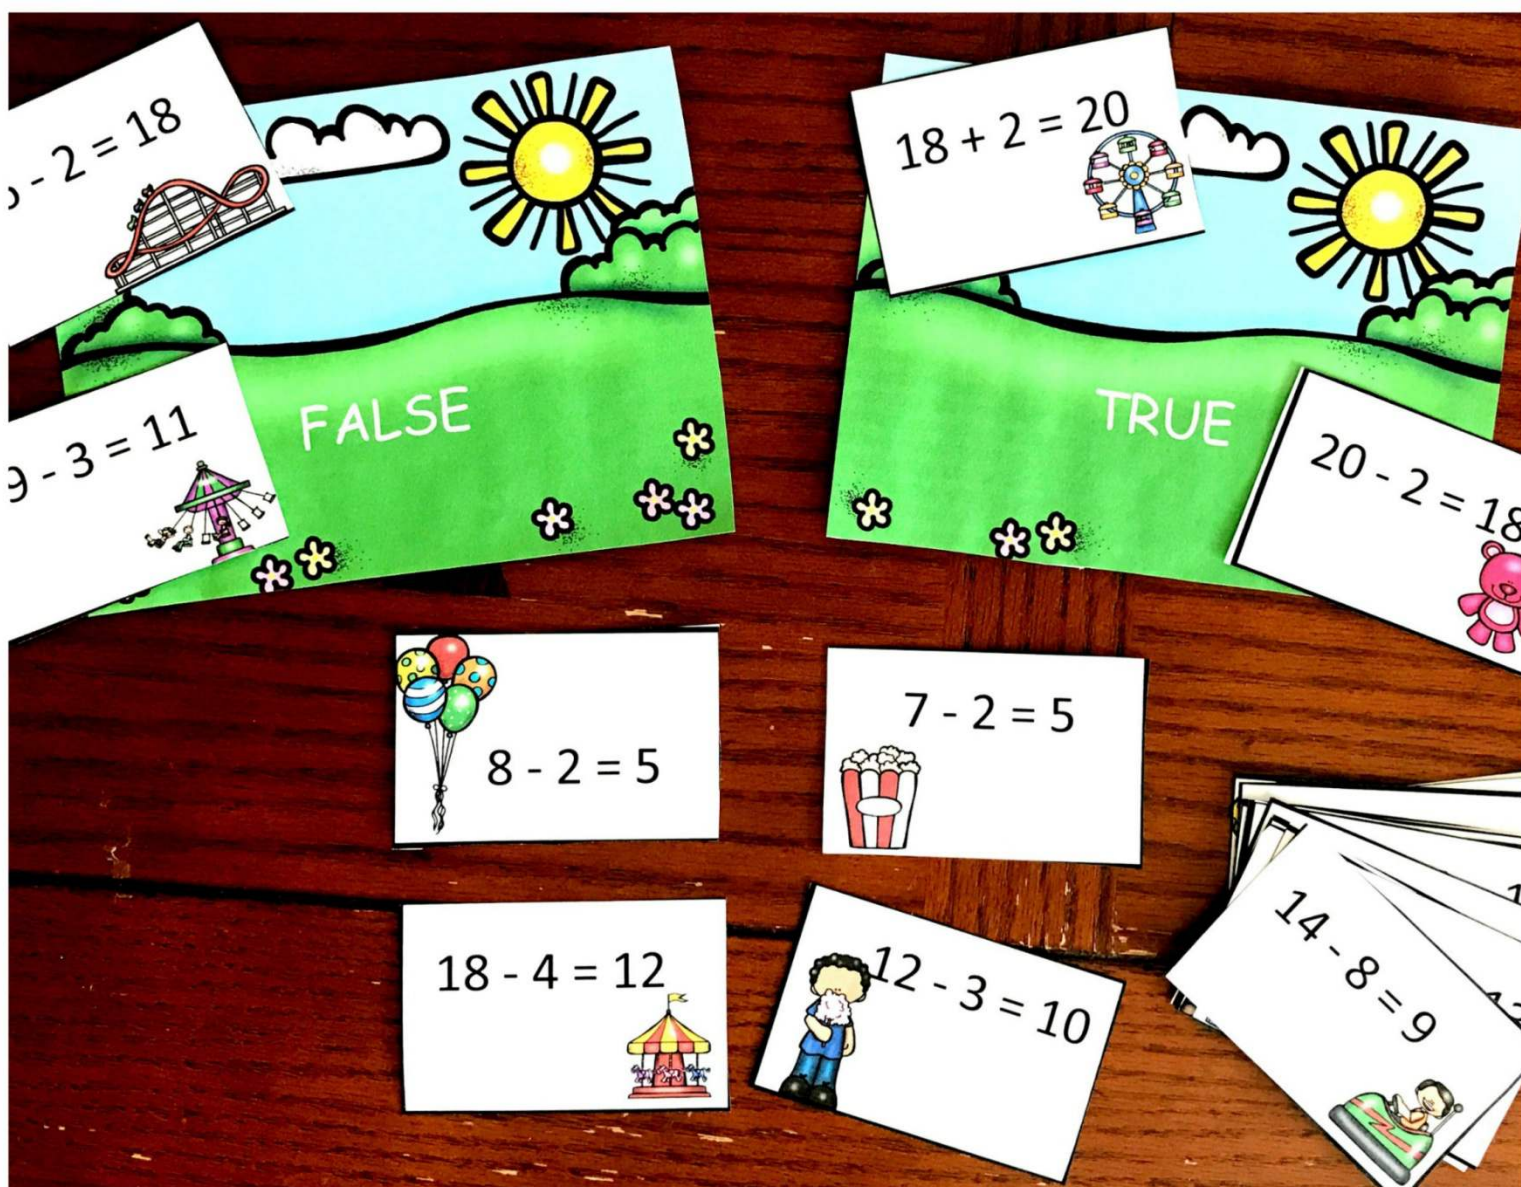 - 2 = 18
18 + 2 = 20
9 - 3 = 11
FALSE
TRUE
20 - 2 = 18
8 - 2 = 5
7 - 2 = 5
18 - 4 = 12
12 - 3 = 10
14 - 8 = 9